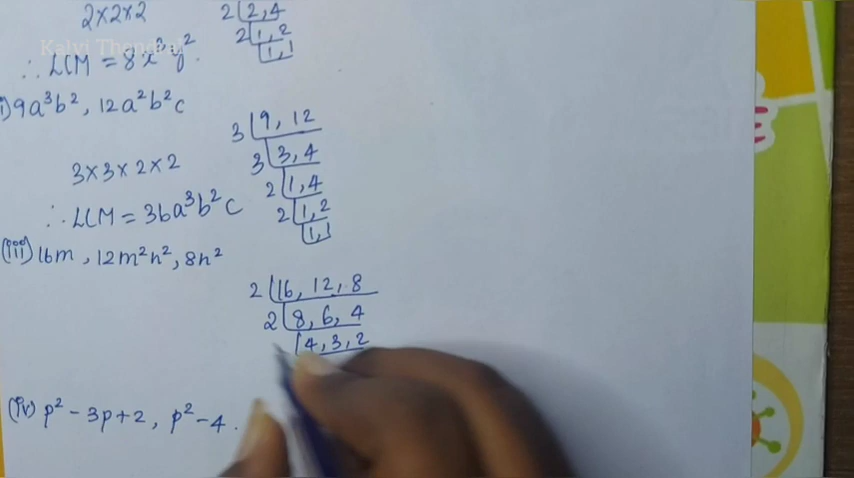 2×2×2
2 2, 4
2 1, 2
1, 1
Kalvi
∴ LCM = 8x³y².
i) 9a³b², 12a²b²c
3 9, 12
3 3, 4
3×3×2×2
2 1, 4
2 1, 2
1, 1
∴ LCM = 36a³b²c
(iii) 16m, 12m²n², 8n²
2 16, 12, 8
2 8, 6, 4
4, 3, 2
(iv) p² - 3p + 2, p² - 4.